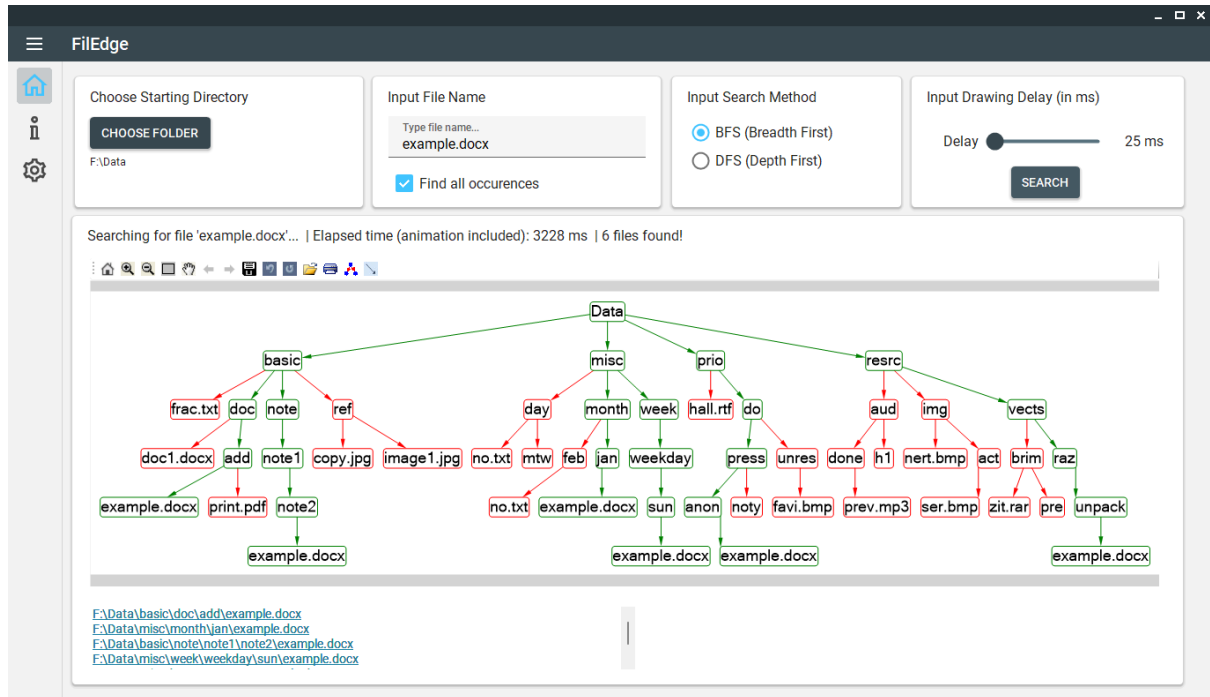 FilEdge
Choose Starting Directory
CHOOSE FOLDER
F:\Data
Input File Name
Type file name...
example.docx
Find all occurences
Input Search Method
BFS (Breadth First)
DFS (Depth First)
Input Drawing Delay (in ms)
Delay 25 ms
SEARCH
Searching for file 'example.docx'... | Elapsed time (animation included): 3228 ms | 6 files found!
Data
basic misc prio resrc
frac.txt doc note ref day month week hall.rtf do aud img vects
doc1.docx add note1 copy.jpg image1.jpg no.txt mtw feb jan weekday press unres done h1 nert.bmp act brim raz
example.docx print.pdf note2 no.txt example.docx sun anon noty favi.bmp prev.mp3 ser.bmp zit.rar pre unpack
example.docx example.docx example.docx example.docx
F:\Data\basic\doc\add\example.docx
F:\Data\misc\month\jan\example.docx
F:\Data\basic\note\note1\note2\example.docx
F:\Data\misc\week\weekday\sun\example.docx